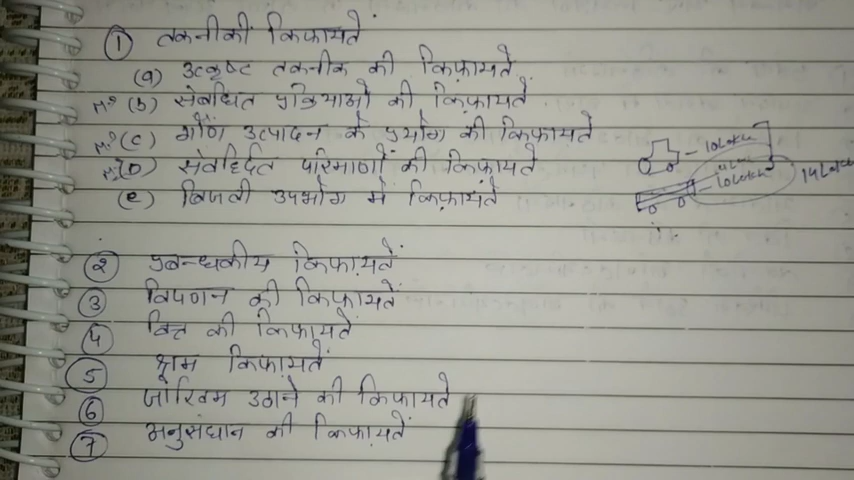 ① तकनीकी किफायतें
(a) उत्कृष्ट तकनीक की किफ़ायतें
(b) संबंधित प्रक्रियाओं की किफ़ायतें
(c) गौण उत्पादन के प्रयोग की किफायतें
(D) संवर्द्धित परिमाणों की किफ़ायतें
(e) बिजली उपभोग में किफ़ायतें
② प्रबन्धकीय किफ़ायतें
③ विपणन की किफ़ायतें
④ वित्त की किफ़ायतें
⑤ श्रम किफ़ायतें
⑥ जोखिम उठाने की किफायतें
⑦ अनुसंधान की किफ़ायतें